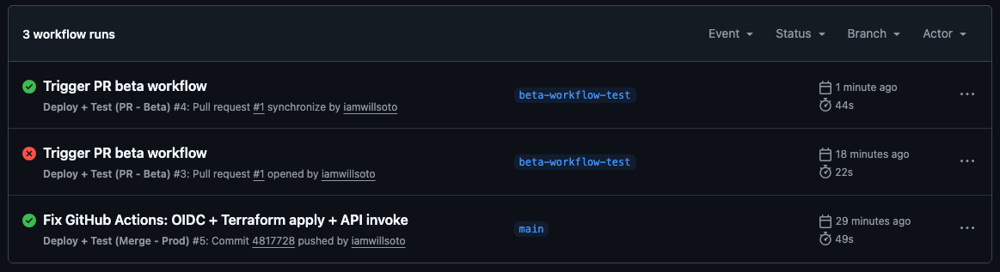 3 workflow runs
Event Status Branch Actor
Trigger PR beta workflow
Deploy + Test (PR - Beta) #4: Pull request #1 synchronize by iamwillsoto
beta-workflow-test
1 minute ago
44s
Trigger PR beta workflow
Deploy + Test (PR - Beta) #3: Pull request #1 opened by iamwillsoto
beta-workflow-test
18 minutes ago
22s
Fix GitHub Actions: OIDC + Terraform apply + API invoke
Deploy + Test (Merge - Prod) #5: Commit 4817728 pushed by iamwillsoto
main
29 minutes ago
49s